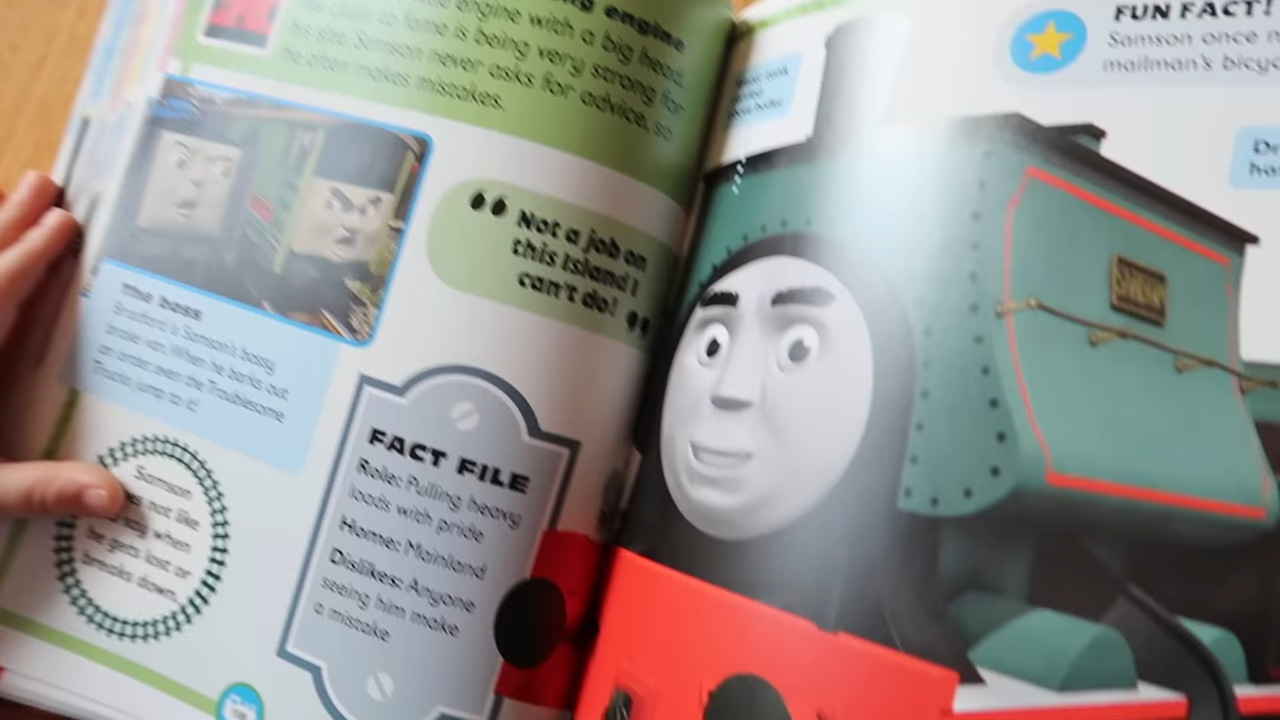 engine
engine with a big head.
to fame is being very strong for
his size. Samson never asks for advice, so
he often makes mistakes.
Not a job on
this Island I
can't do!
The boss
Bradford is Samson's bossy
brake van. When he barks out
an order, even the Troublesome
Trucks jump to it!
Samson
not like
when
he gets lost or
breaks down.
FACT FILE
Role: Pulling heavy
loads with pride
Home: Mainland
Dislikes: Anyone
seeing him make
a mistake
FUN FACT!
Samson once
mailman's
SAMSON